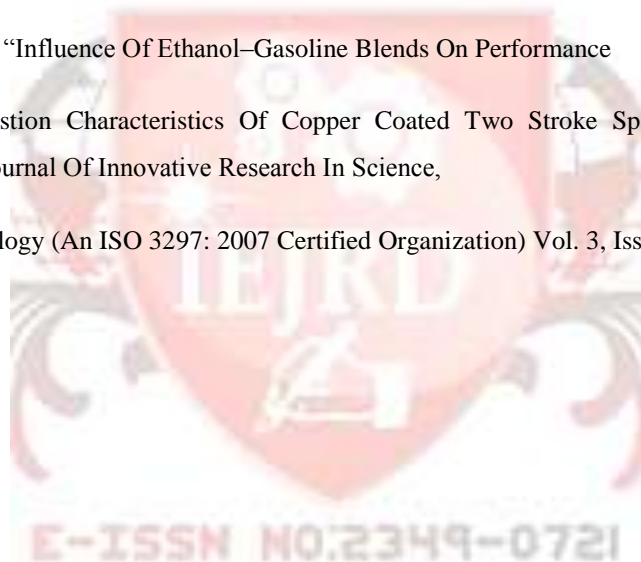 “Influence Of Ethanol–Gasoline Blends On Performance
stion Characteristics Of Copper Coated Two Stroke Sp
ournal Of Innovative Research In Science,
logy (An ISO 3297: 2007 Certified Organization) Vol. 3, Iss
IEJRD
E-ISSN NO:2349-0721